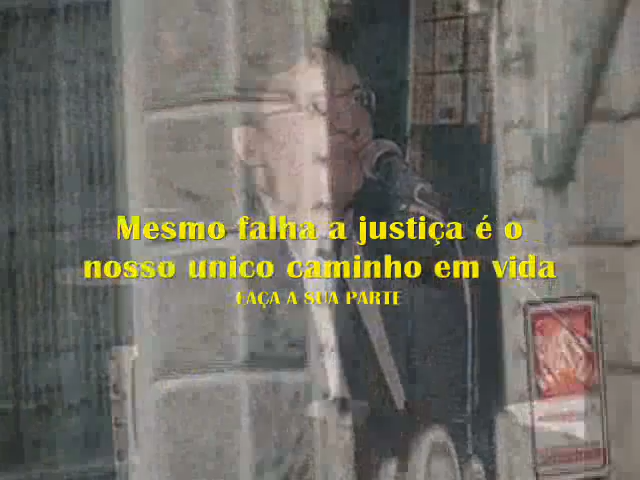 Mesmo falha a justiça é o
nosso unico caminho em vida
FAÇA A SUA PARTE